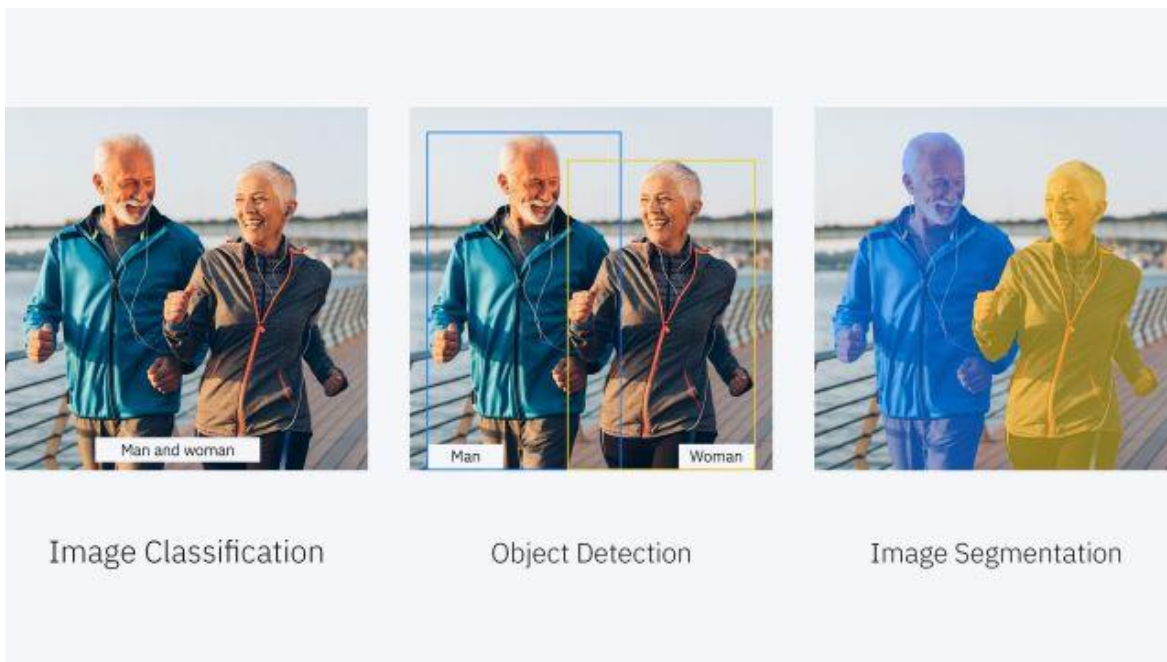 Man and woman
Man
Woman
Image Classification
Object Detection
Image Segmentation